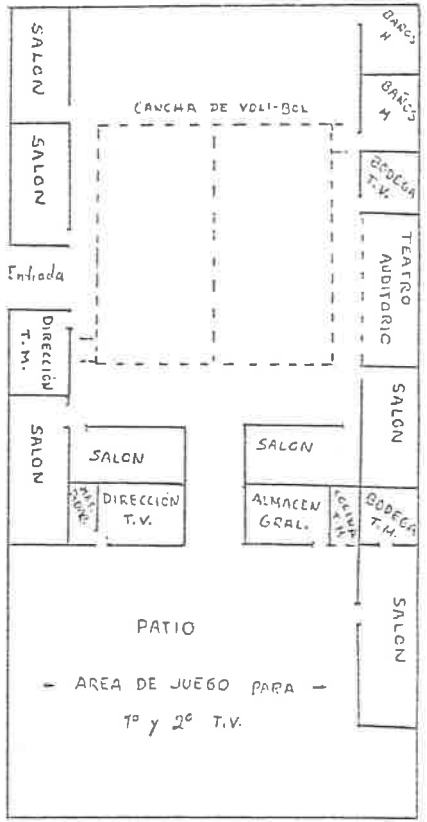 SALON
BAÑOS
H
CANCHA DE VOLI-BOL
BAÑOS
M
SALON
BODEGA
T.V.
TEATRO
AUDITORIO
Entrada
DIRECCIÓN
T.M.
SALON
SALON
SALON
SALON
DIRECCIÓN
T.V.
ALMACEN
GRAL.
COCINA
T.M
BODEGA
T.M.
SALON
PATIO
- AREA DE JUEGO PARA -
1º y 2º T.V.